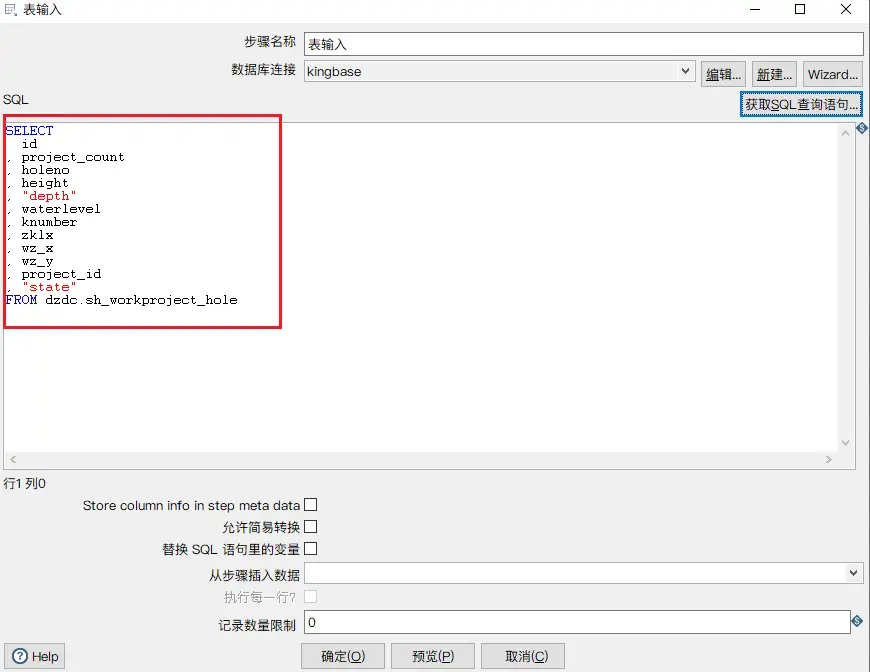 表输入
步骤名称 表输入
数据库连接 kingbase 编辑... 新建... Wizard...
SQL 获取SQL查询语句...
SELECT
id
, project_count
, holeno
, height
, "depth"
, waterlevel
, knumber
, zklx
, wz_x
, wz_y
, project_id
, "state"
FROM dzdc.sh_workproject_hole
行1 列0
Store column info in step meta data
允许简易转换
替换 SQL 语句里的变量
从步骤插入数据
执行每一行?
记录数量限制 0
Help 确定(O) 预览(P) 取消(C)